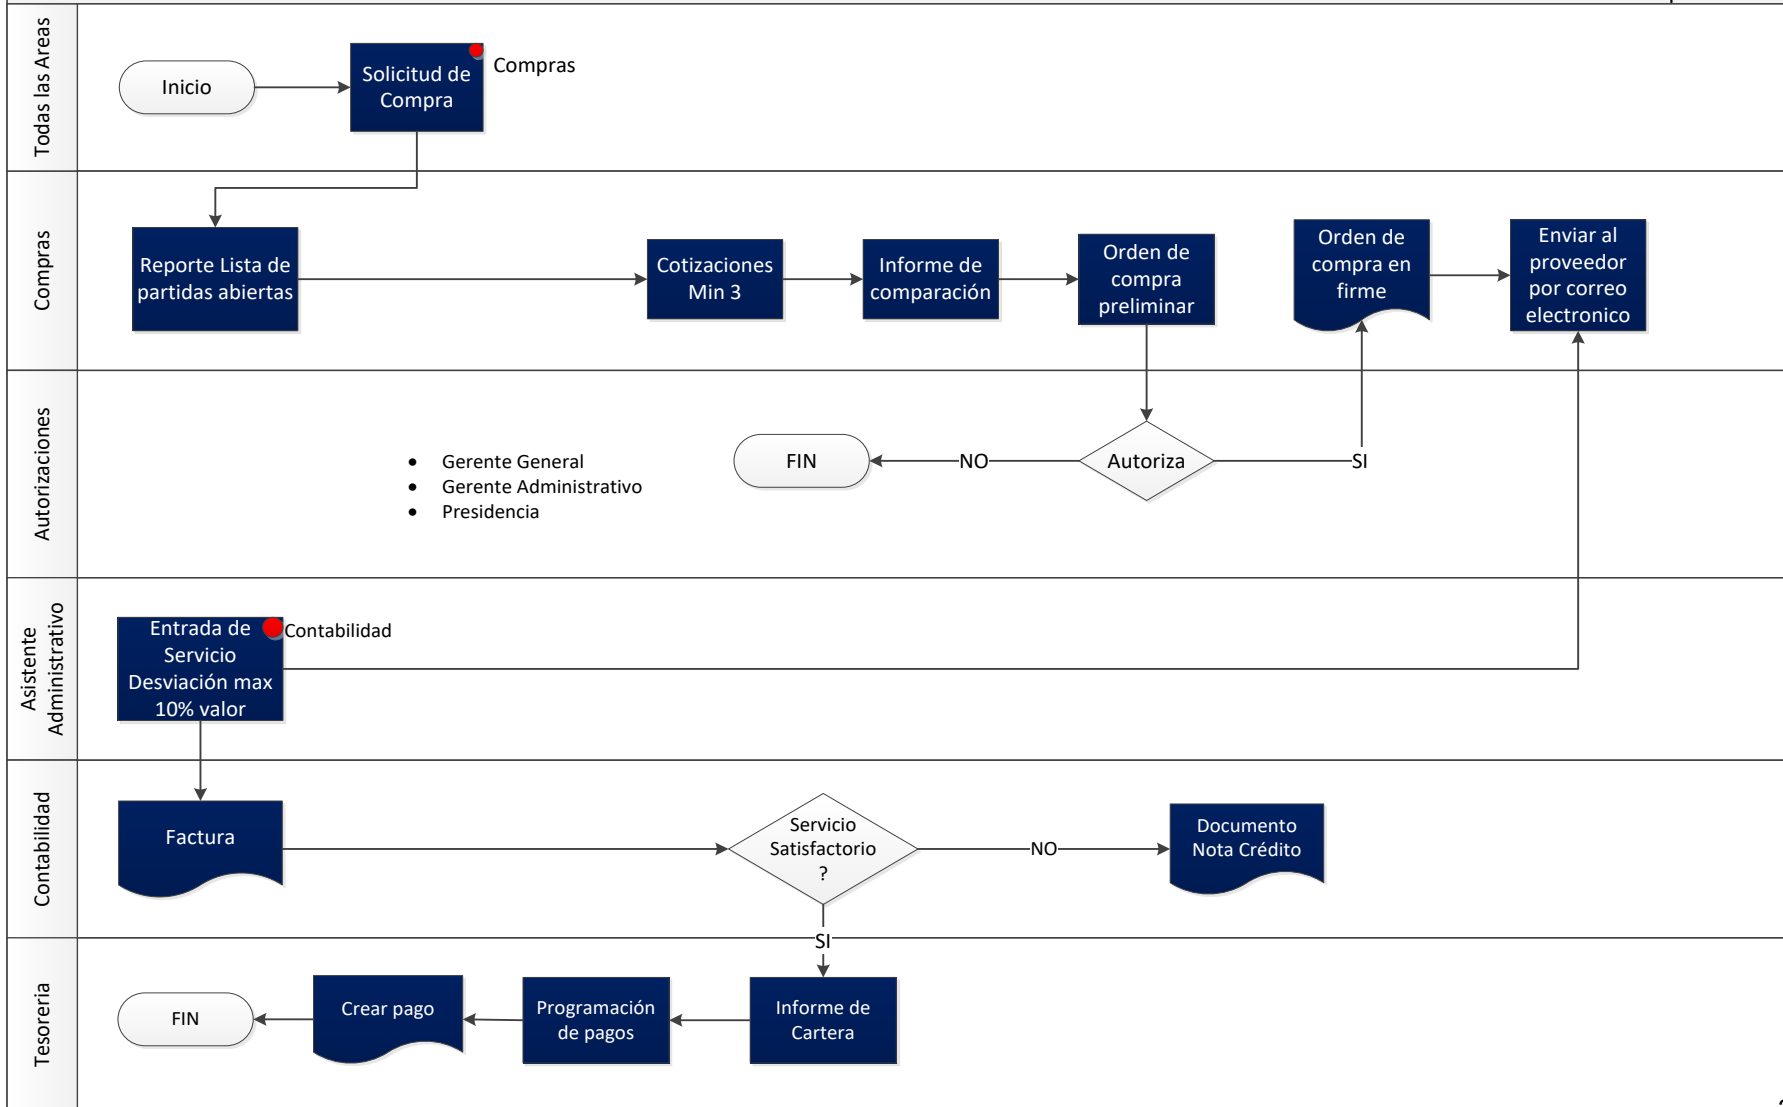 Todas las Areas
Inicio
Solicitud de
Compra
Compras
Compras
Reporte Lista de
partidas abiertas
Cotizaciones
Min 3
Informe de
comparación
Orden de
compra
preliminar
Orden de
compra en
firme
Enviar al
proveedor
por correo
electronico
Autorizaciones
• Gerente General
• Gerente Administrativo
• Presidencia
FIN
NO
Autoriza
SI
Asistente
Administrativo
Entrada de
Servicio
Desviación max
10% valor
Contabilidad
Contabilidad
Factura
Servicio
Satisfactorio
?
NO
Documento
Nota Crédito
SI
Tesoreria
FIN
Crear pago
Programación
de pagos
Informe de
Cartera